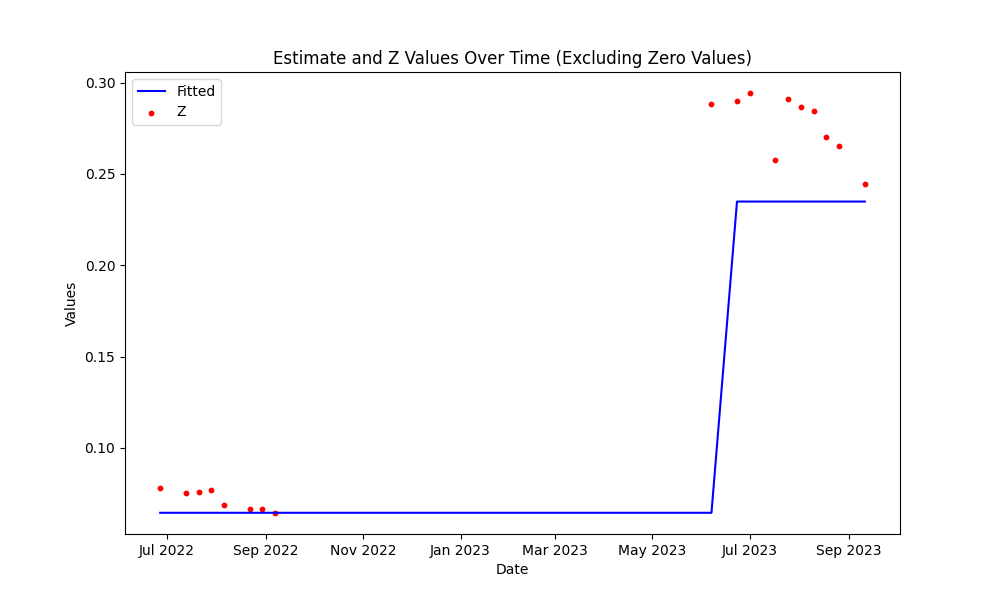 Estimate and Z Values Over Time (Excluding Zero Values)
Fitted
Z
0.30
0.25
0.20
0.15
0.10
Values
Jul 2022 Sep 2022 Nov 2022 Jan 2023 Mar 2023 May 2023 Jul 2023 Sep 2023
Date